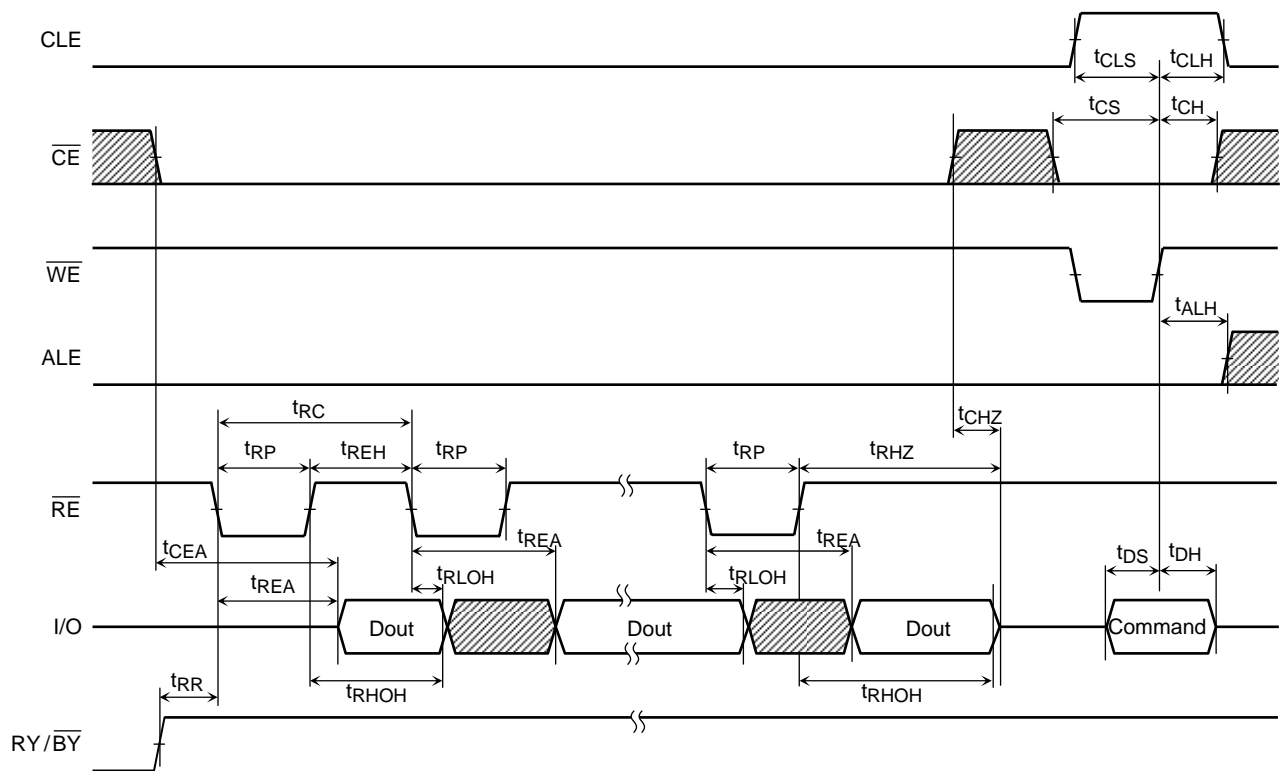 CLE
tCLS tCLH
tCS tCH
CE
WE
tALH
ALE
tRC tCHZ
tRP tREH tRP tRP tRHZ
RE
tCEA tREA tREA tDS tDH
tREA tRLOH tRLOH
I/O Dout Dout Dout Command
tRR tRHOH tRHOH
RY/BY